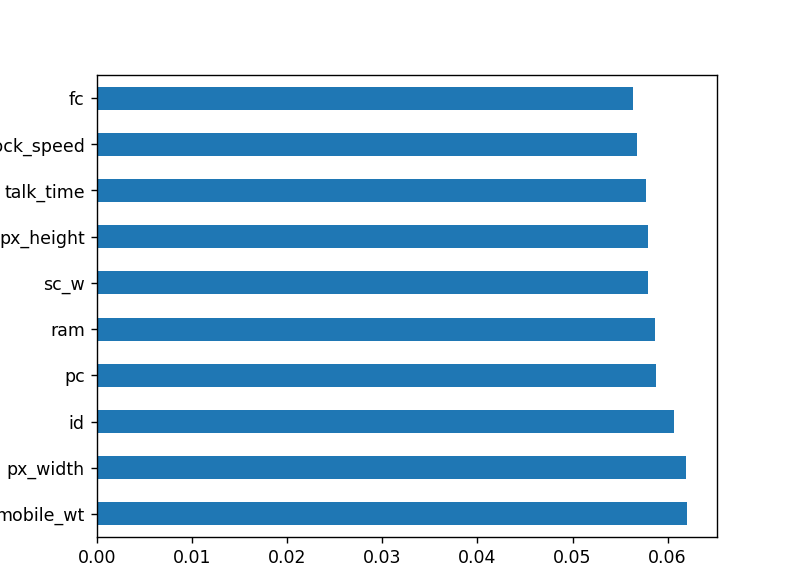 fc
ock_speed
talk_time
px_height
sc_w
ram
pc
id
px_width
mobile_wt
0.00 0.01 0.02 0.03 0.04 0.05 0.06